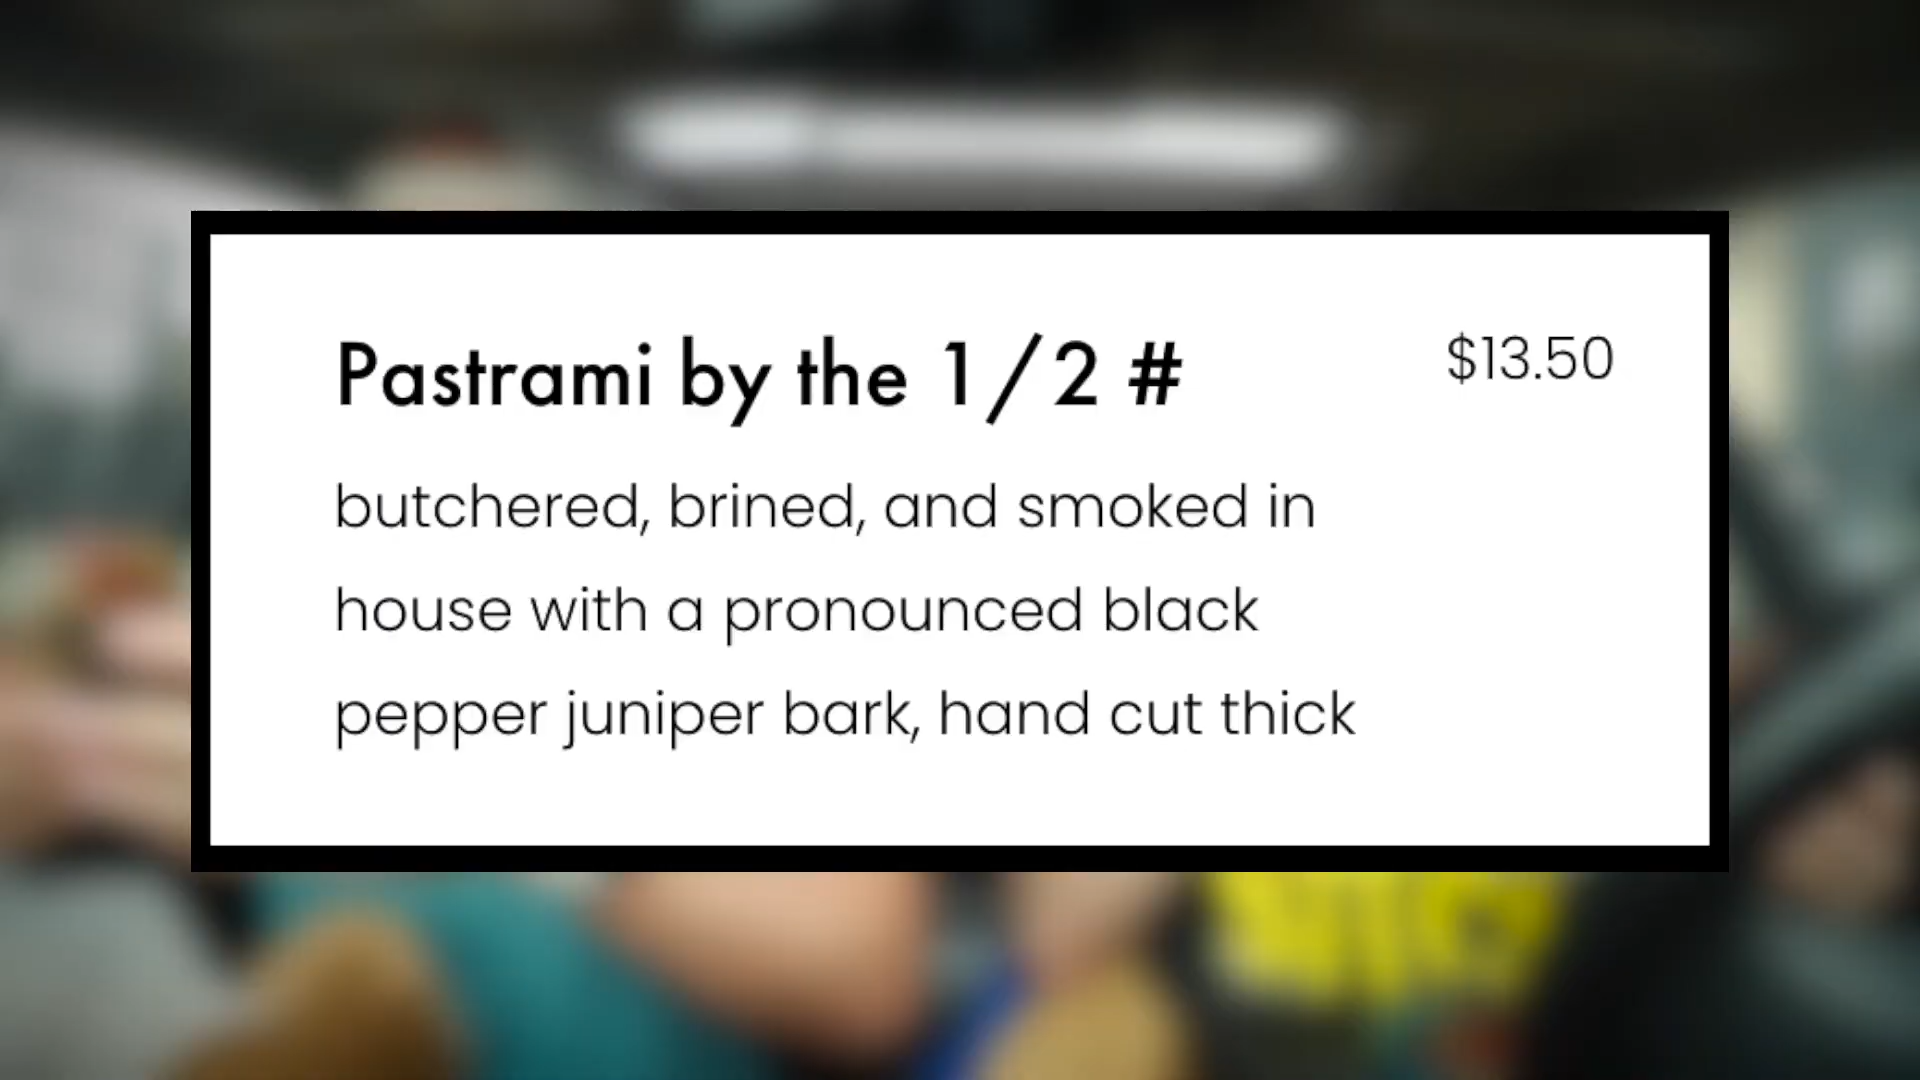 Pastrami by the 1/2 #
$13.50
butchered, brined, and smoked in
house with a pronounced black
pepper juniper bark, hand cut thick